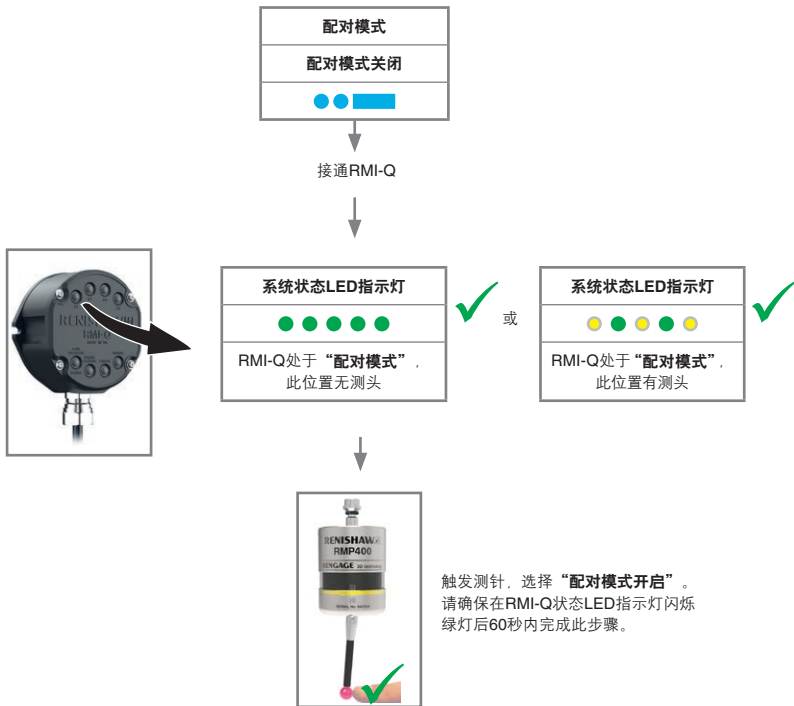 配对模式
配对模式关闭
接通RMI-Q
系统状态LED指示灯
RMI-Q处于“配对模式”，
此位置无测头
或
系统状态LED指示灯
RMI-Q处于“配对模式”，
此位置有测头
RENISHAW
RMI-Q
RENISHAW
RMP400
RENGAGE 3D
触发测针，选择“配对模式开启”。
请确保在RMI-Q状态LED指示灯闪烁
绿灯后60秒内完成此步骤。